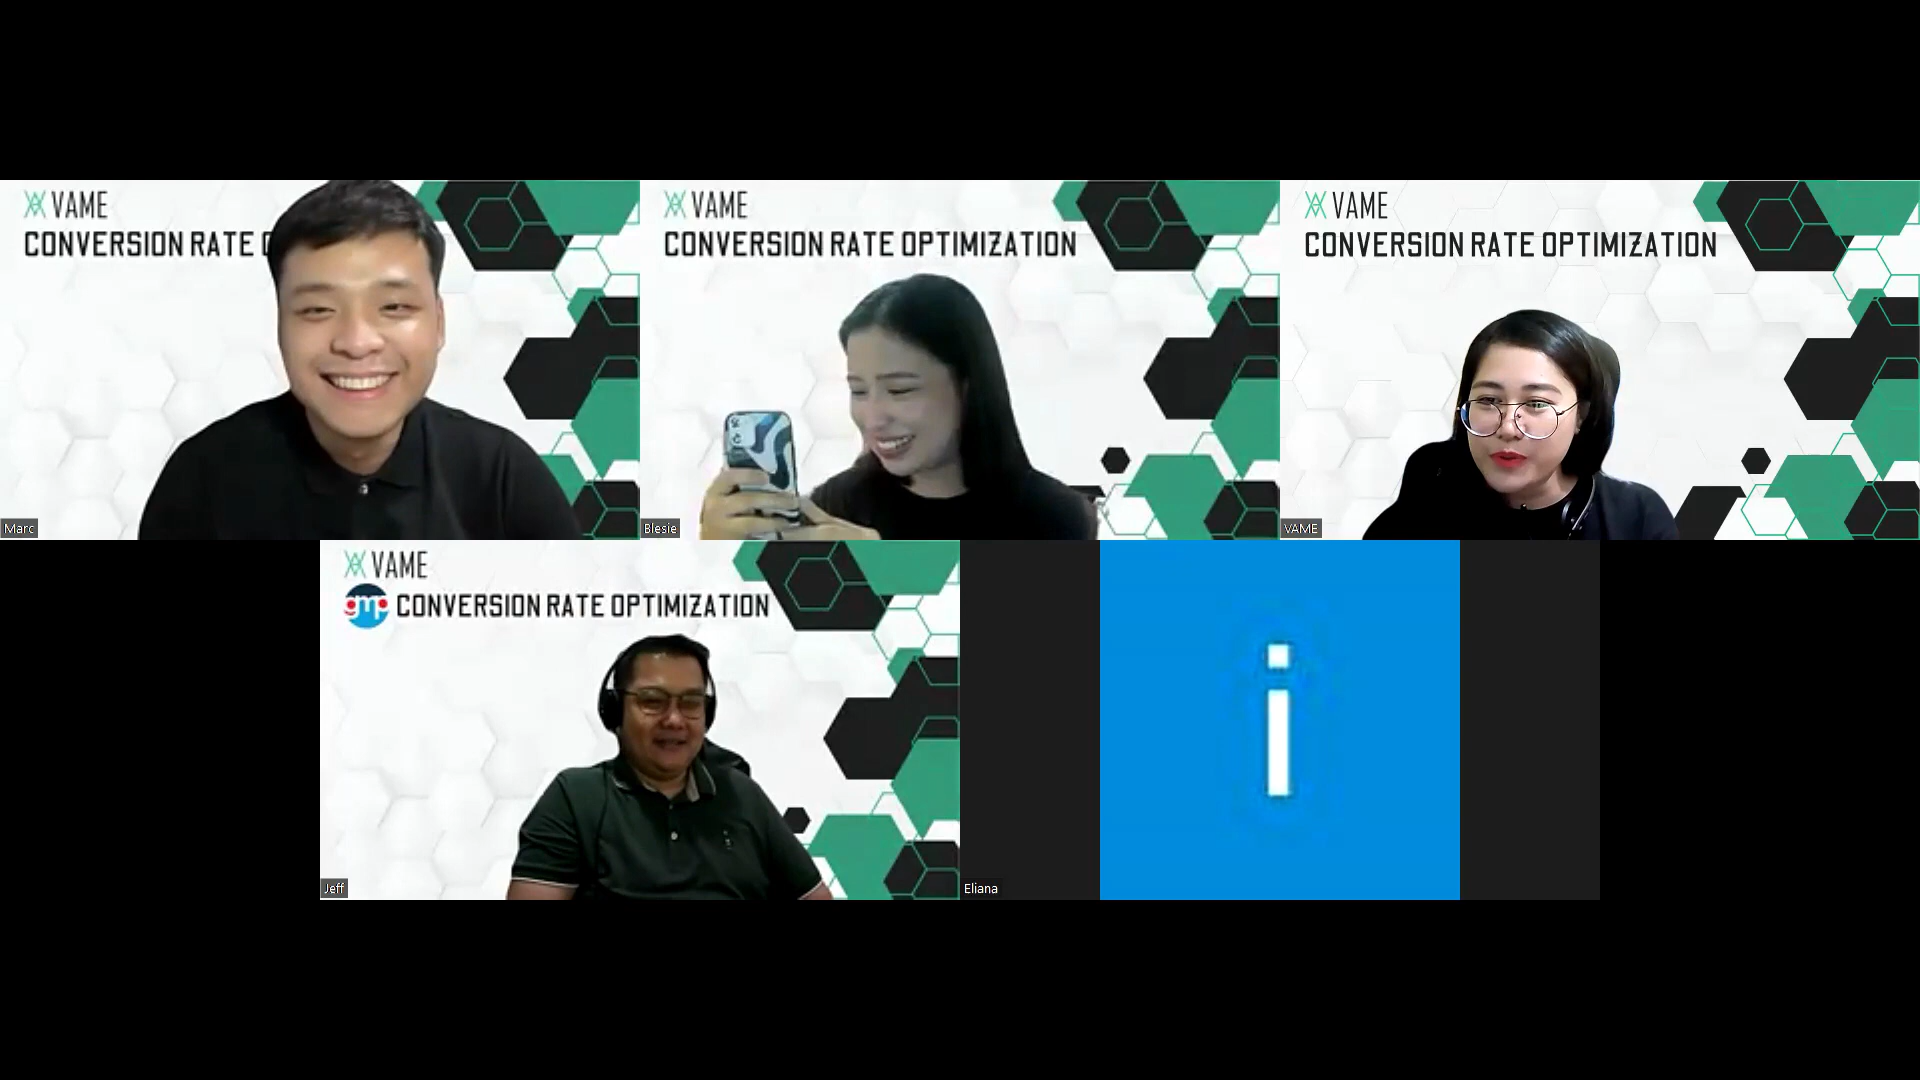 VAME
CONVERSION RATE
Marc
VAME
CONVERSION RATE OPTIMIZATION
Blesie
VAME
CONVERSION RATE OPTIMIZATION
VAME
VAME
gmp CONVERSION RATE OPTIMIZATION
Jeff
i
Eliana